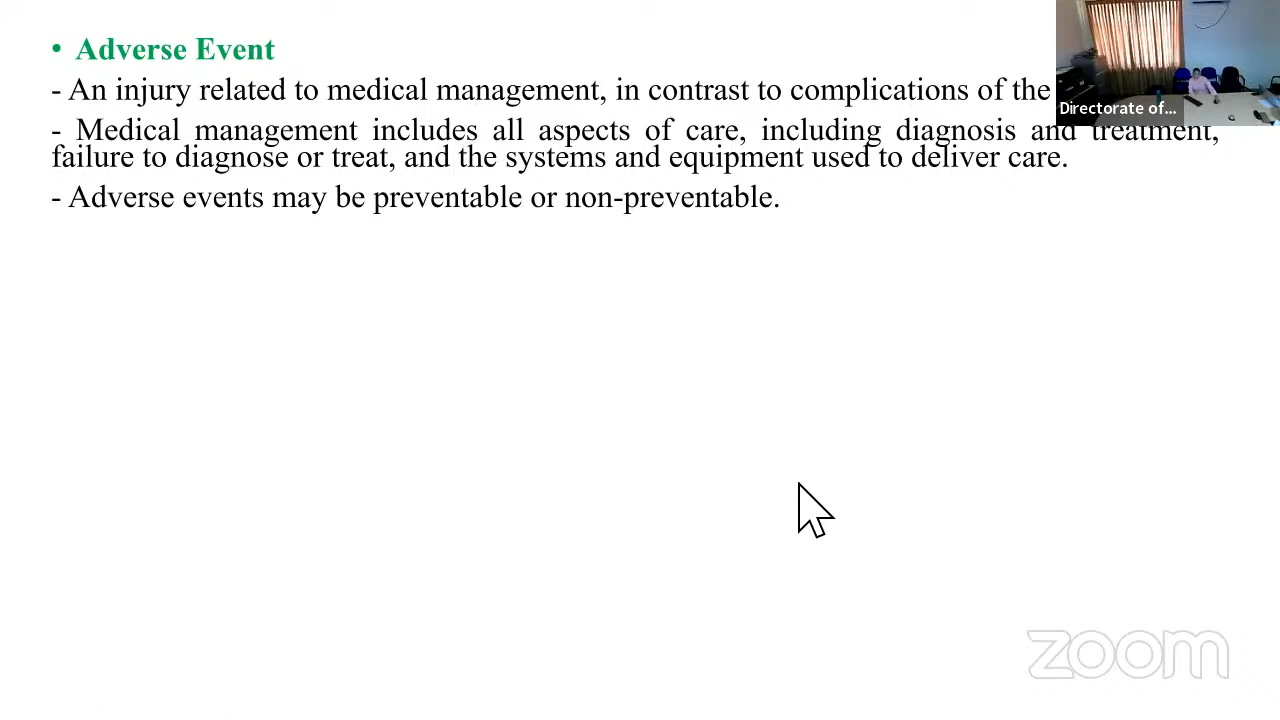 • Adverse Event
- An injury related to medical management, in contrast to complications of the
Directorate of...
- Medical management includes all aspects of care, including diagnosis and treatment,
failure to diagnose or treat, and the systems and equipment used to deliver care.
- Adverse events may be preventable or non-preventable.
zoom